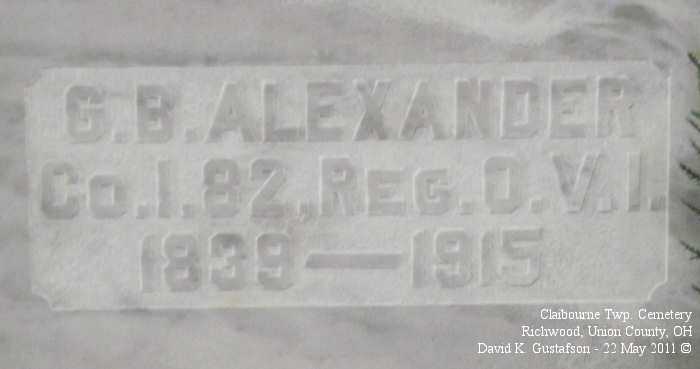 G.B. ALEXANDER
Co. I. 82, REG. O. V. I.
1839—1915
Claibourne Twp. Cemetery
Richwood, Union County, OH
David K. Gustafson - 22 May 2011 ©